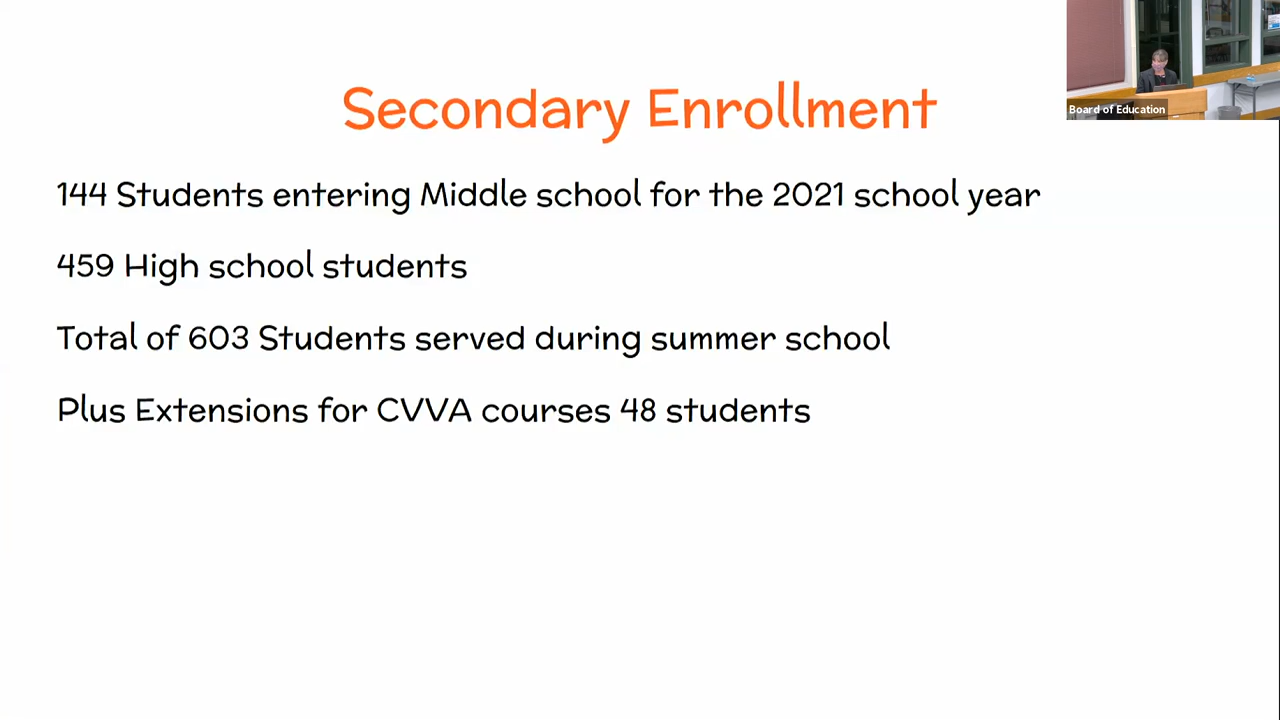 Board of Education
Secondary Enrollment
144 Students entering Middle school for the 2021 school year
459 High school students
Total of 603 Students served during summer school
Plus Extensions for CVVA courses 48 students